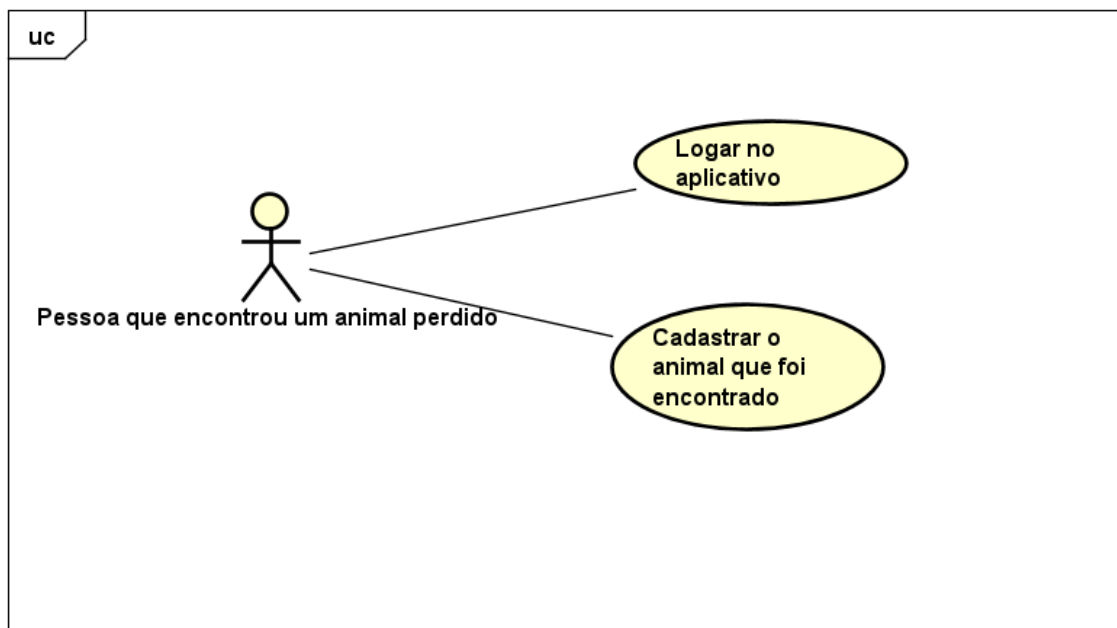 uc
Logar no
aplicativo
Pessoa que encontrou um animal perdido
Cadastrar o
animal que foi
encontrado